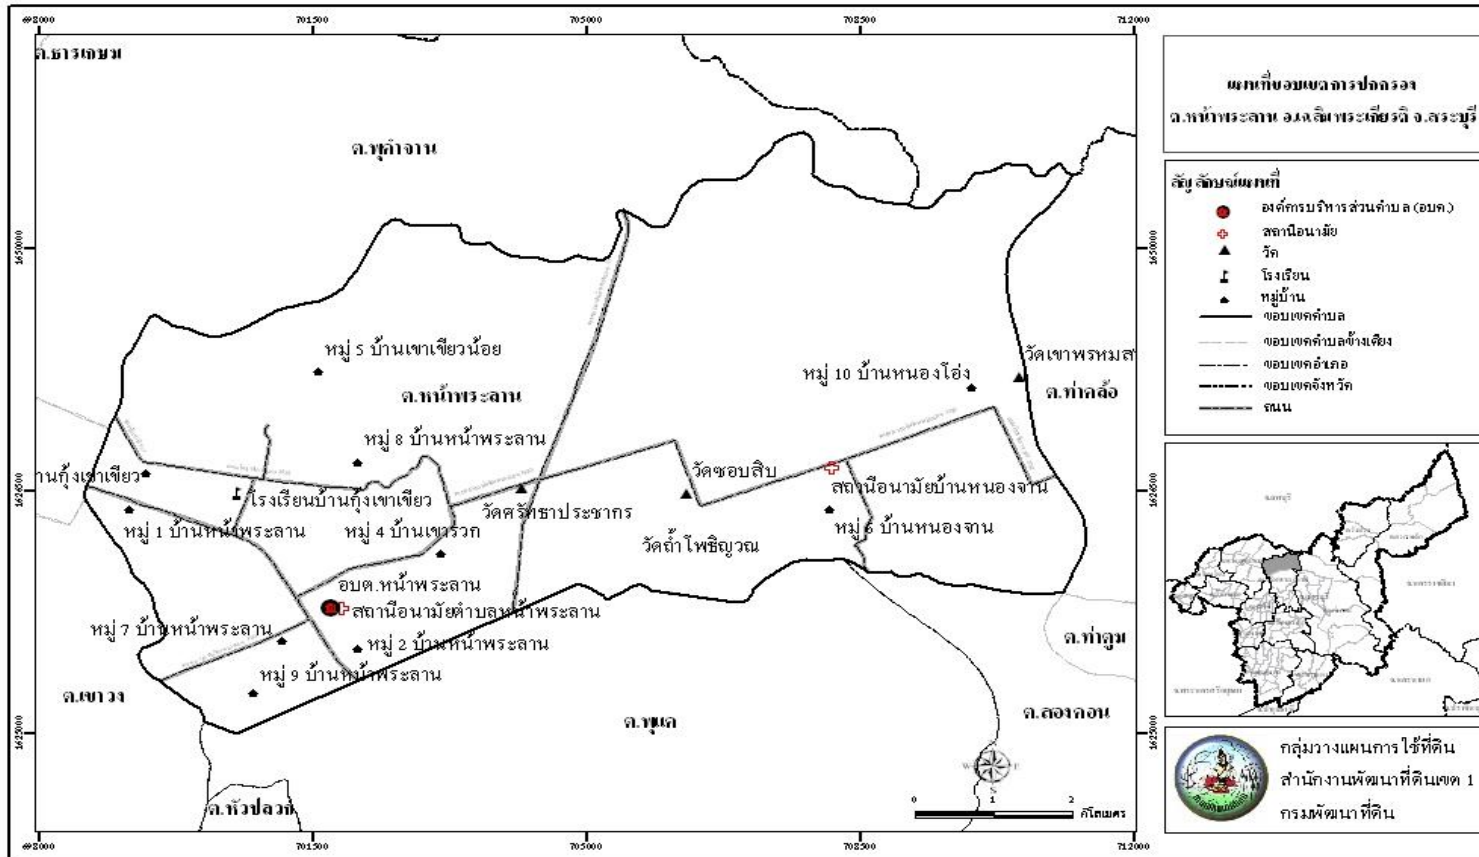 698000 701500 705000 708500 712000
ต.ธารเกษม
ต.พุคำจาน
1630000
1630000
หมู่ 5 บ้านเขาเขียวน้อย
วัดเขาพรหมส
หมู่ 10 บ้านหนองโอ่ง
ต.หน้าพระลาน
ต.ท่าคล้อ
หมู่ 8 บ้านหน้าพระลาน
านกุ้งเขาเขียว
วัดซอบสิบ
โรงเรียนบ้านกุ้งเขาเขียว
สถานีอนามัยบ้านหนองจาน
วัดศรัทธาประชากร
หมู่ 1 บ้านหน้าพระลาน
หมู่ 4 บ้านเขารวก
หมู่ 6 บ้านหนองจาน
วัดถ้ำโพธิญาณ
อบต.หน้าพระลาน
สถานีอนามัยตำบลหน้าพระลาน
หมู่ 7 บ้านหน้าพระลาน
หมู่ 2 บ้านหน้าพระลาน
ต.ท่าตูม
หมู่ 9 บ้านหน้าพระลาน
ต.เขาวง
ต.สองคอน
ต.พุแค
1625000
1625000
W E
S
ต.หัวปลวก
0 1 2 กิโลเมตร
698000 701500 705000 708500 712000
แผนที่ขอบเขตการปกครอง
ต.หน้าพระลาน อ.เฉลิมพระเกียรติ จ.สระบุรี
สัญลักษณ์แผนที่
องค์การบริหารส่วนตำบล (อบต.)
สถานีอนามัย
วัด
โรงเรียน
หมู่บ้าน
ขอบเขตตำบล
ขอบเขตตำบลข้างเคียง
ขอบเขตอำเภอ
ขอบเขตจังหวัด
ถนน
กลุ่มวางแผนการใช้ที่ดิน
สำนักงานพัฒนาที่ดินเขต 1
กรมพัฒนาที่ดิน